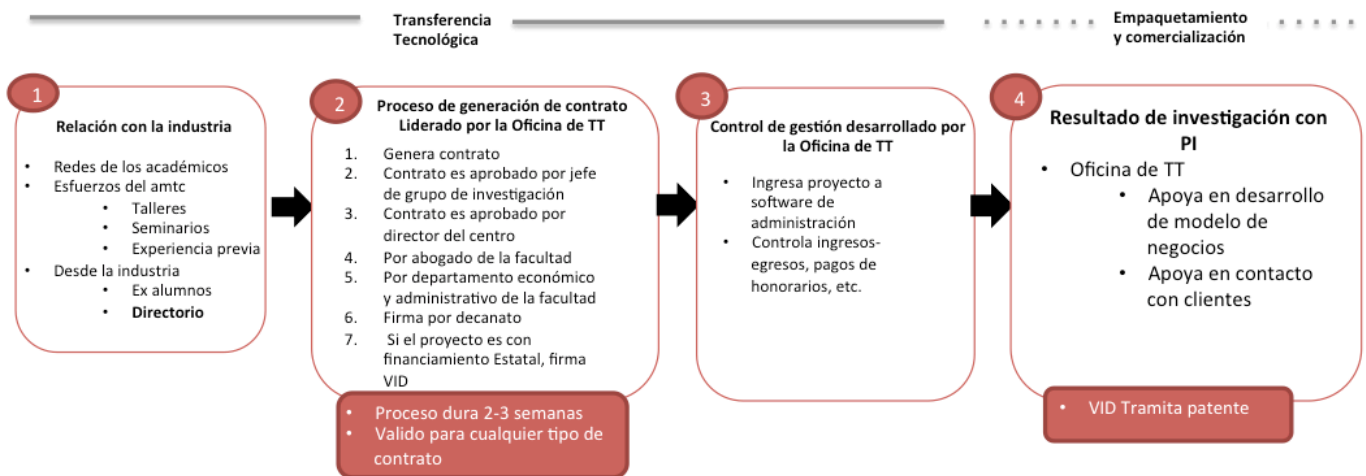 Transferencia
Tecnológica
Empaquetamiento
y comercialización
1
Relación con la industria
• Redes de los académicos
• Esfuerzos del amtc
• Talleres
• Seminarios
• Experiencia previa
• Desde la industria
• Ex alumnos
• Directorio
2
Proceso de generación de contrato
Liderado por la Oficina de TT
1. Genera contrato
2. Contrato es aprobado por jefe
de grupo de investigación
3. Contrato es aprobado por
director del centro
4. Por abogado de la facultad
5. Por departamento económico
y administrativo de la facultad
6. Firma por decanato
7. Si el proyecto es con
financiamiento Estatal, firma
VID
• Proceso dura 2-3 semanas
• Valido para cualquier tipo de
contrato
3
Control de gestión desarrollado por
la Oficina de TT
• Ingresa proyecto a
software de
administración
• Controla ingresos-
egresos, pagos de
honorarios, etc.
4
Resultado de investigación con
PI
• Oficina de TT
• Apoya en desarrollo
de modelo de
negocios
• Apoya en contacto
con clientes
• VID Tramita patente